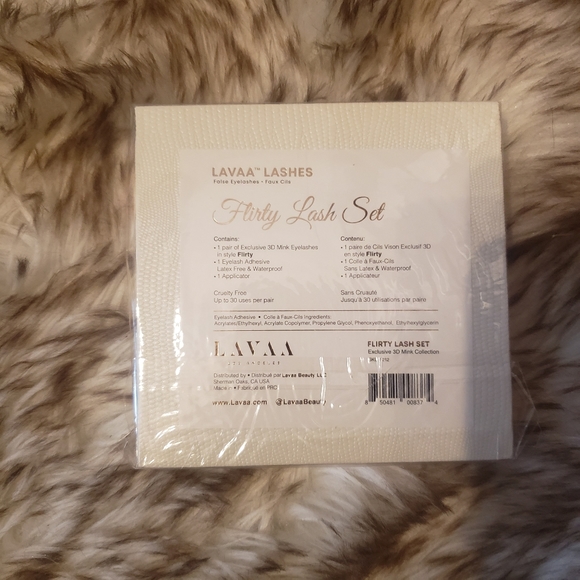 LAVAA™ LASHES
False Eyelashes • Faux Cils
Flirty Lash Set
Contains:
• 1 pair of Exclusive 3D Mink Eyelashes
in style Flirty
• 1 Eyelash Adhesive
Latex Free & Waterproof
• 1 Applicator
Cruelty Free
Up to 30 uses per pair
Contenu:
• 1 paire de Cils Vison Exclusif 3D
en style Flirty
• 1 Colle à Faux-Cils
Sans Latex & Waterproof
• 1 Applicateur
Sans Cruauté
Jusqu'à 30 utilisations par pair
Eyelash Adhesive • Colle à Faux-Cils Ingredients:
Acrylates/Ethylhexyl, Acrylate Copolymer, Propylene Glycol, Phenoxyethanol, Ethylhexylglycerin
LAVAA
Distributed by • Distribué par Lavaa Beauty LLC
Sherman Oaks, CA USA
Made in • Fabriqué en PRC
www.Lavaa.com @LavaaBeauty
FLIRTY LASH SET
Exclusive 3D Mink Collection
8 50481 00837 4